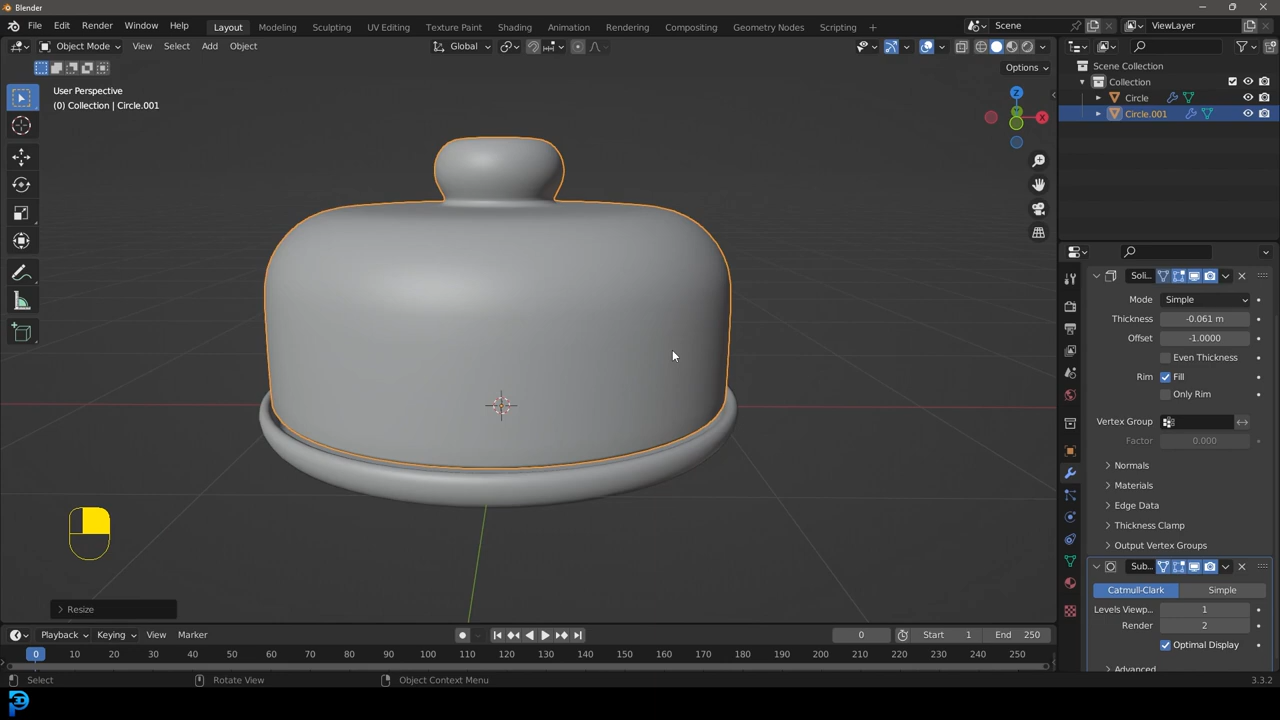 Blender
File Edit Render Window Help
Layout Modeling Sculpting UV Editing Texture Paint Shading Animation Rendering Compositing Geometry Nodes Scripting +
Scene
ViewLayer
Object Mode View Select Add Object
Global
Options
User Perspective
(0) Collection | Circle.001
Z
X
Scene Collection
Collection
Circle
Circle.001
Soli...
Mode Simple
Thickness -0.061 m
Offset -1.0000
Even Thickness
Rim Fill
Only Rim
Vertex Group
Factor 0.000
Normals
Materials
Edge Data
Thickness Clamp
Output Vertex Groups
Sub...
Catmull-Clark Simple
Levels Viewp... 1
Render 2
Optimal Display
Advanced
Resize
Playback Keying View Marker
0 Start 1 End 250
0 10 20 30 40 50 60 70 80 90 100 110 120 130 140 150 160 170 180 190 200 210 220 230 240 250
Select Rotate View Object Context Menu 3.3.2